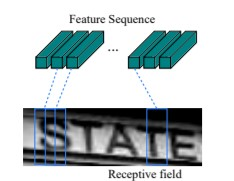 Feature Sequence
...
STATE
Receptive field